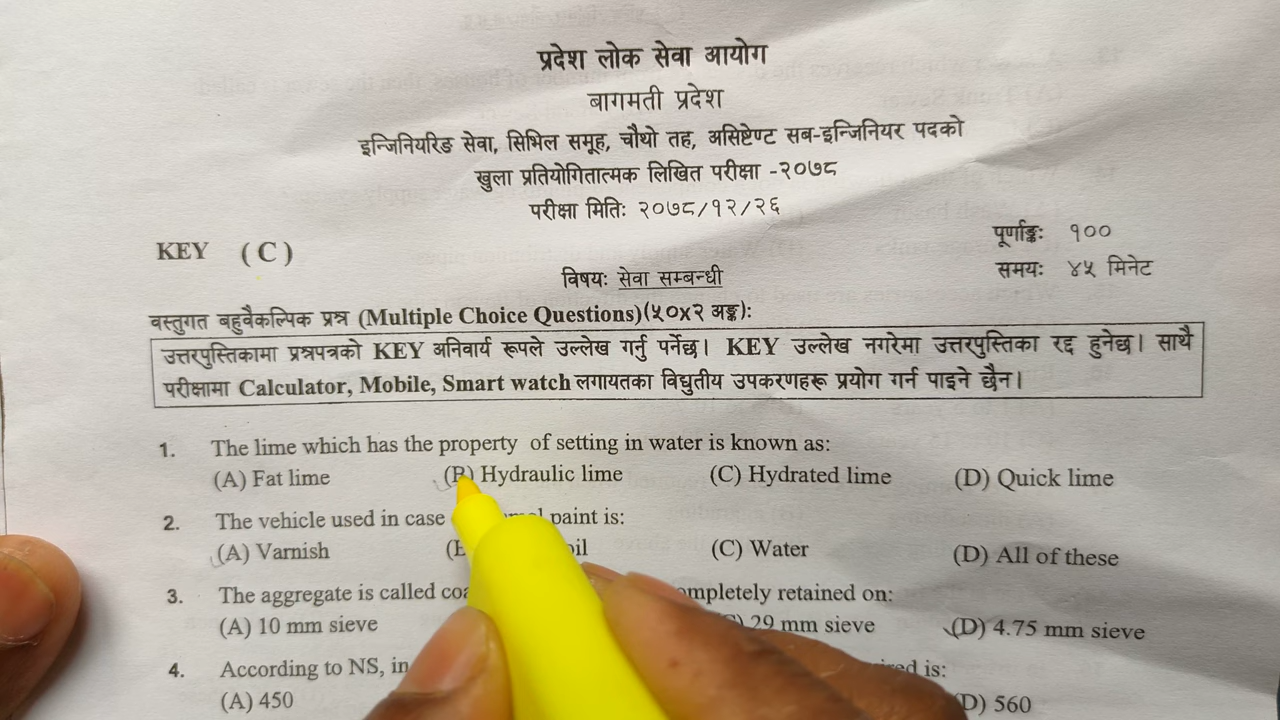 प्रदेश लोक सेवा आयोग
बागमती प्रदेश
इन्जिनियरिङ सेवा, सिभिल समूह, चौथो तह, असिष्टेण्ट सब-इन्जिनियर पदको
खुला प्रतियोगितात्मक लिखित परीक्षा -२०७८
परीक्षा मितिः २०७८/१२/२६
KEY (C)
पूर्णाङ्कः १००
विषयः सेवा सम्बन्धी
समयः ४५ मिनेट
वस्तुगत बहुवैकल्पिक प्रश्न (Multiple Choice Questions)(५०x२ अङ्क):
उत्तरपुस्तिकामा प्रश्नपत्रको KEY अनिवार्य रूपले उल्लेख गर्नु पर्नेछ। KEY उल्लेख नगरेमा उत्तरपुस्तिका रद्द हुनेछ। साथै
परीक्षामा Calculator, Mobile, Smart watch लगायतका विद्युतीय उपकरणहरू प्रयोग गर्न पाइने छैन।
1. The lime which has the property of setting in water is known as:
(A) Fat lime (B) Hydraulic lime (C) Hydrated lime (D) Quick lime
2. The vehicle used in case paint is:
(A) Varnish oil (C) Water (D) All of these
3. The aggregate is called completely retained on:
(A) 10 mm sieve 29 mm sieve (D) 4.75 mm sieve
4. According to NS, in is:
(A) 450 (D) 560